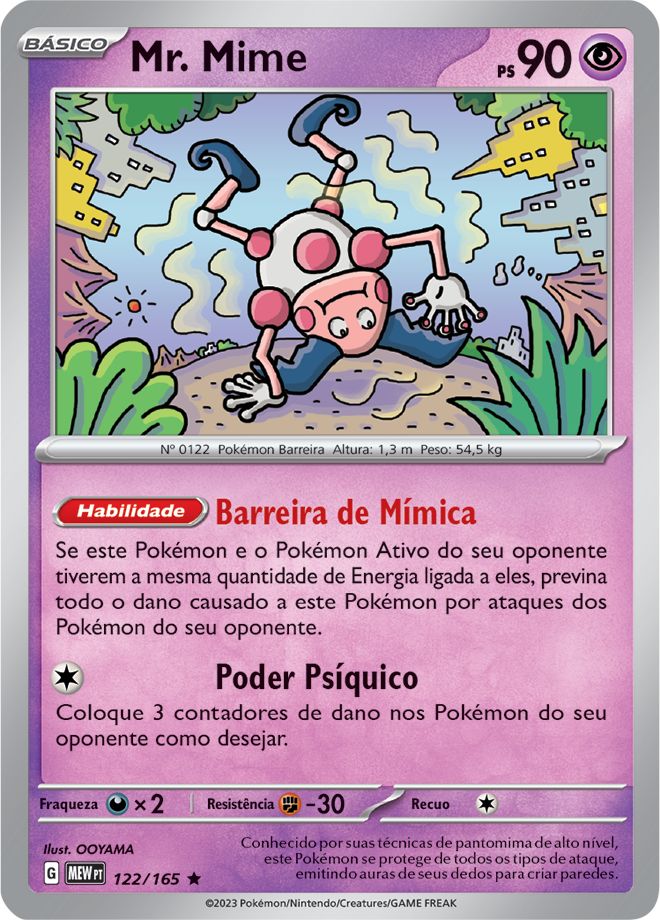 BÁSICO
Mr. Mime
PS 90
Nº 0122 Pokémon Barreira Altura: 1,3 m Peso: 54,5 kg
Habilidade Barreira de Mímica
Se este Pokémon e o Pokémon Ativo do seu oponente
tiverem a mesma quantidade de Energia ligada a eles, previna
todo o dano causado a este Pokémon por ataques dos
Pokémon do seu oponente.
Poder Psíquico
Coloque 3 contadores de dano nos Pokémon do seu
oponente como desejar.
Fraqueza ×2 Resistência -30 Recuo
Ilust. OOYAMA
G MEW PT 122/165 ★
Conhecido por suas técnicas de pantomima de alto nível,
este Pokémon se protege de todos os tipos de ataque,
emitindo auras de seus dedos para criar paredes.
©2023 Pokémon/Nintendo/Creatures/GAME FREAK